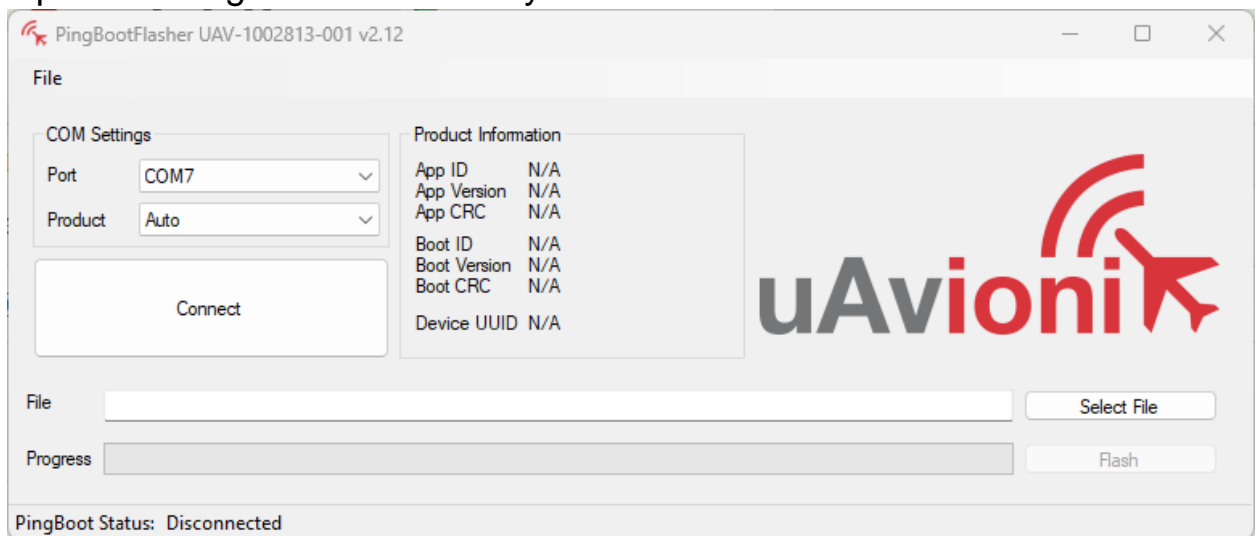 PingBootFlasher UAV-1002813-001 v2.12
File
COM Settings
Port COM7
Product Auto
Connect
Product Information
App ID N/A
App Version N/A
App CRC N/A
Boot ID N/A
Boot Version N/A
Boot CRC N/A
Device UUID N/A
uAvioni
File
Select File
Progress
Flash
PingBoot Status: Disconnected